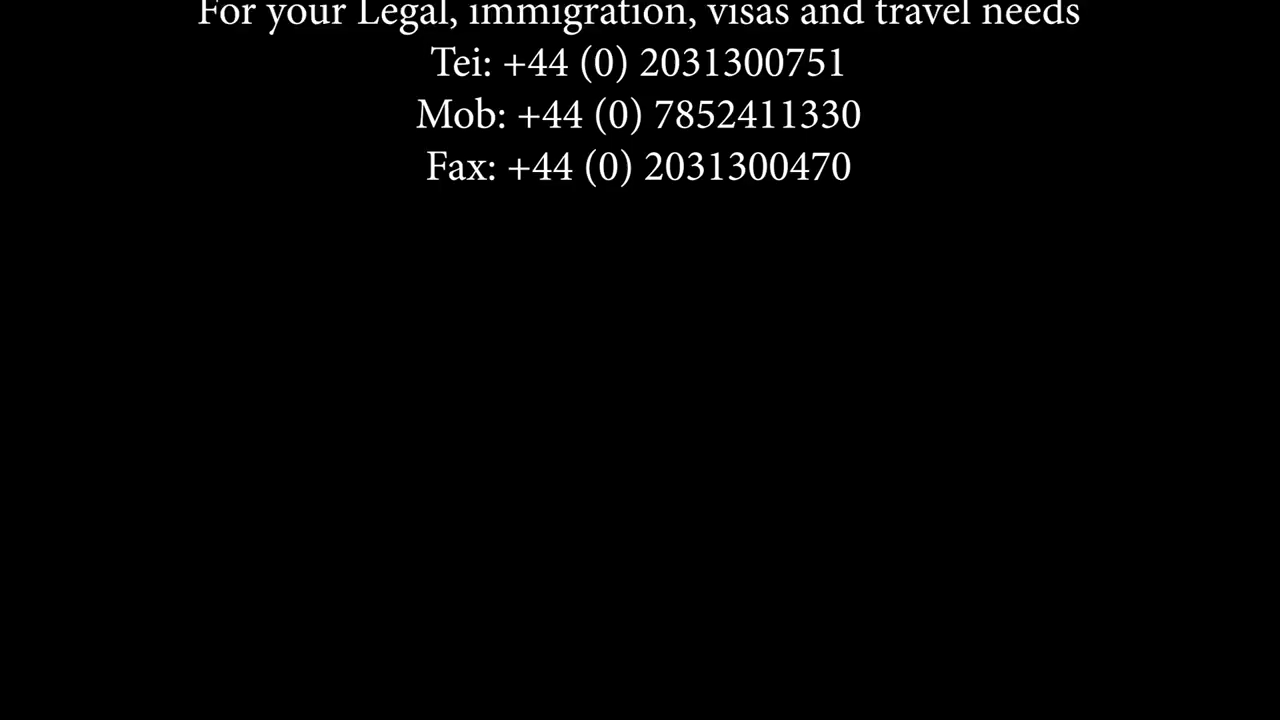 For your Legal, immigration, visas and travel needs
Tei: +44 (0) 2031300751
Mob: +44 (0) 7852411330
Fax: +44 (0) 2031300470